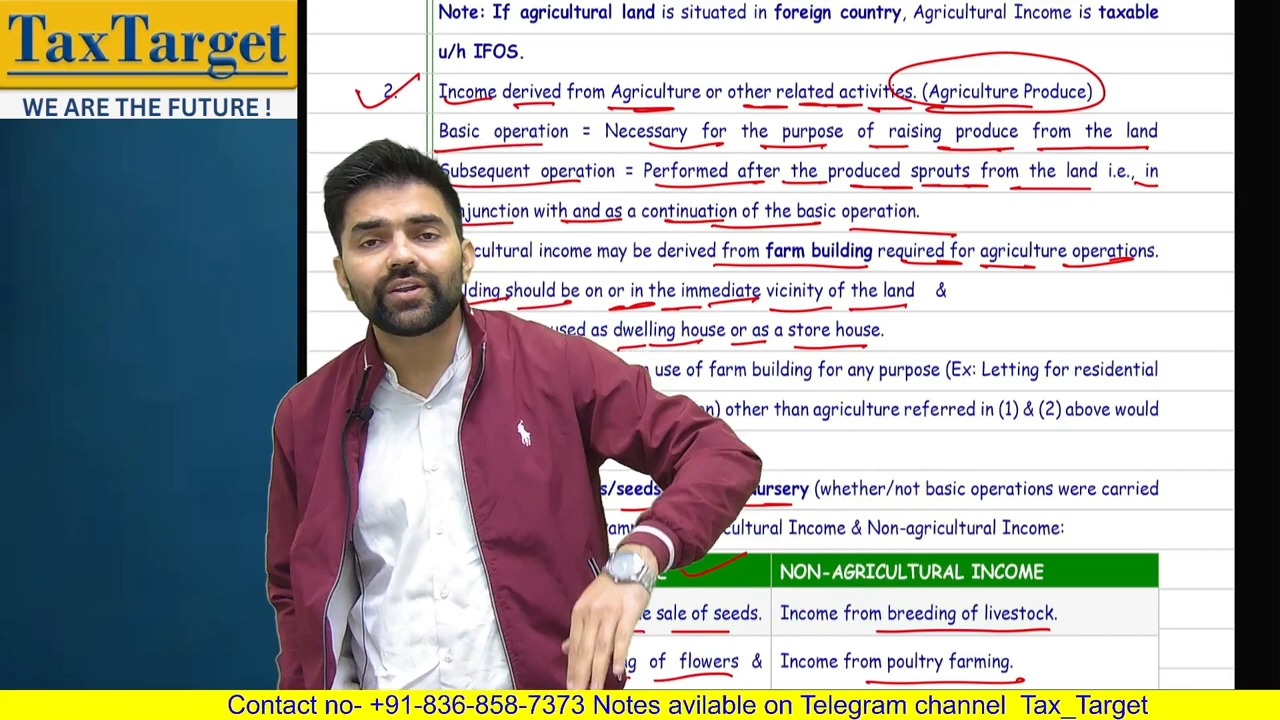 TaxTarget
WE ARE THE FUTURE !
Note: If agricultural land is situated in foreign country, Agricultural Income is taxable
u/h IFOS.
2. Income derived from Agriculture or other related activities. (Agriculture Produce)
Basic operation = Necessary for the purpose of raising produce from the land
Subsequent operation = Performed after the produced sprouts from the land i.e., in
with and as a continuation of the basic operation.
income may be derived from farm building required for agriculture operations.
should be on or in the immediate vicinity of the land &
used as dwelling house or as a store house.
use of farm building for any purpose (Ex: Letting for residential
other than agriculture referred in (1) & (2) above would
(whether/not basic operations were carried
Income & Non-agricultural Income:
NON-AGRICULTURAL INCOME
sale of seeds. Income from breeding of livestock.
of flowers & Income from poultry farming.
Contact no- +91-836-858-7373 Notes available on Telegram channel Tax_Target